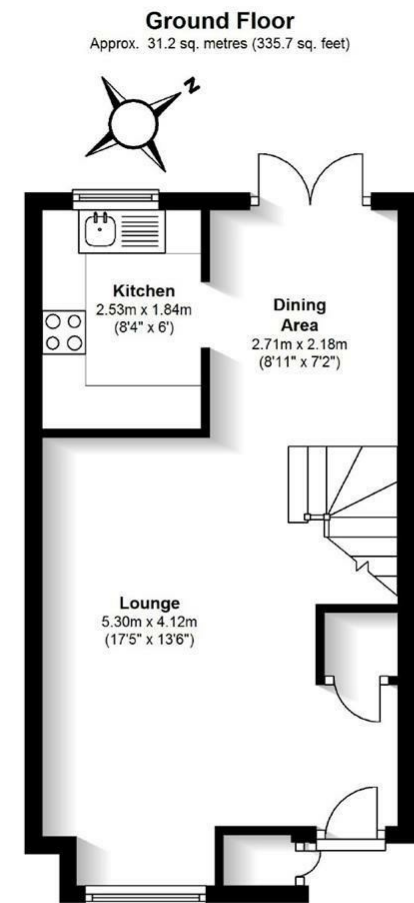 Ground Floor
Approx. 31.2 sq. metres (335.7 sq. feet)
N
Kitchen
2.53m x 1.84m
(8'4" x 6')
Dining
Area
2.71m x 2.18m
(8'11" x 7'2")
Lounge
5.30m x 4.12m
(17'5" x 13'6")